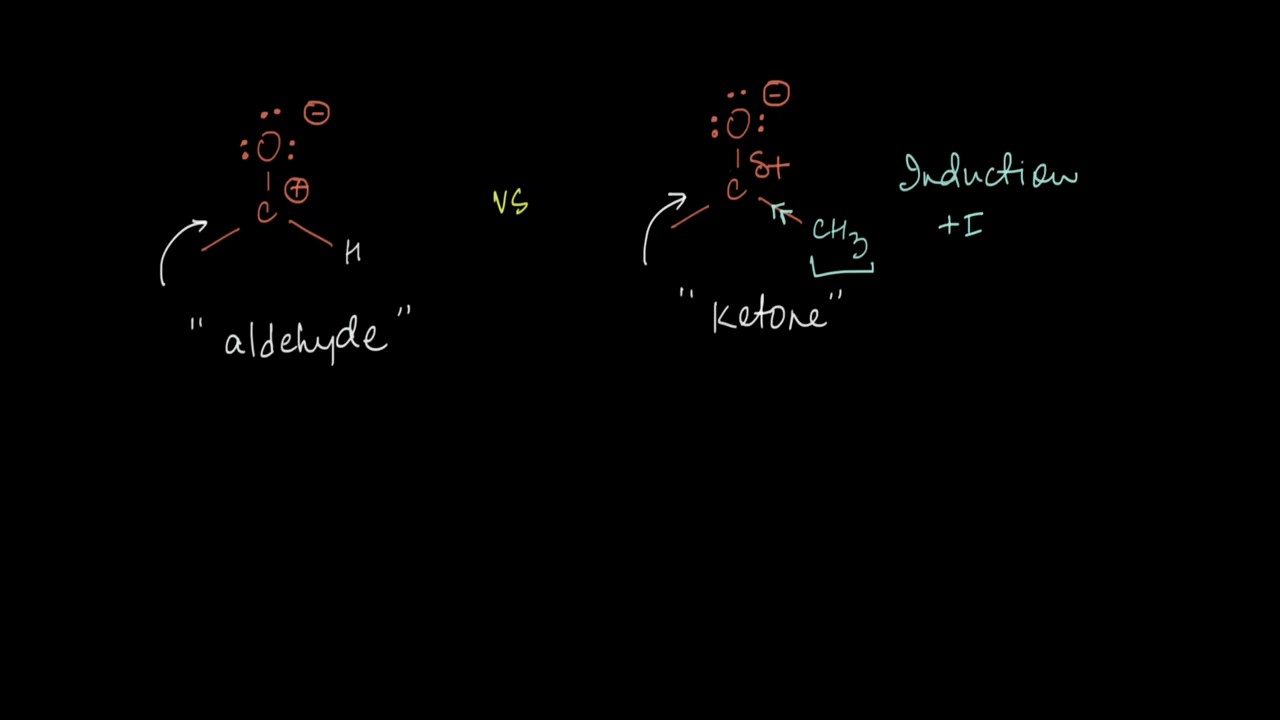 :Ö: ⊖
C ⊕
H
"aldehyde"
vs
:Ö: ⊖
C δ+
CH3
"Ketone"
Induction
+I